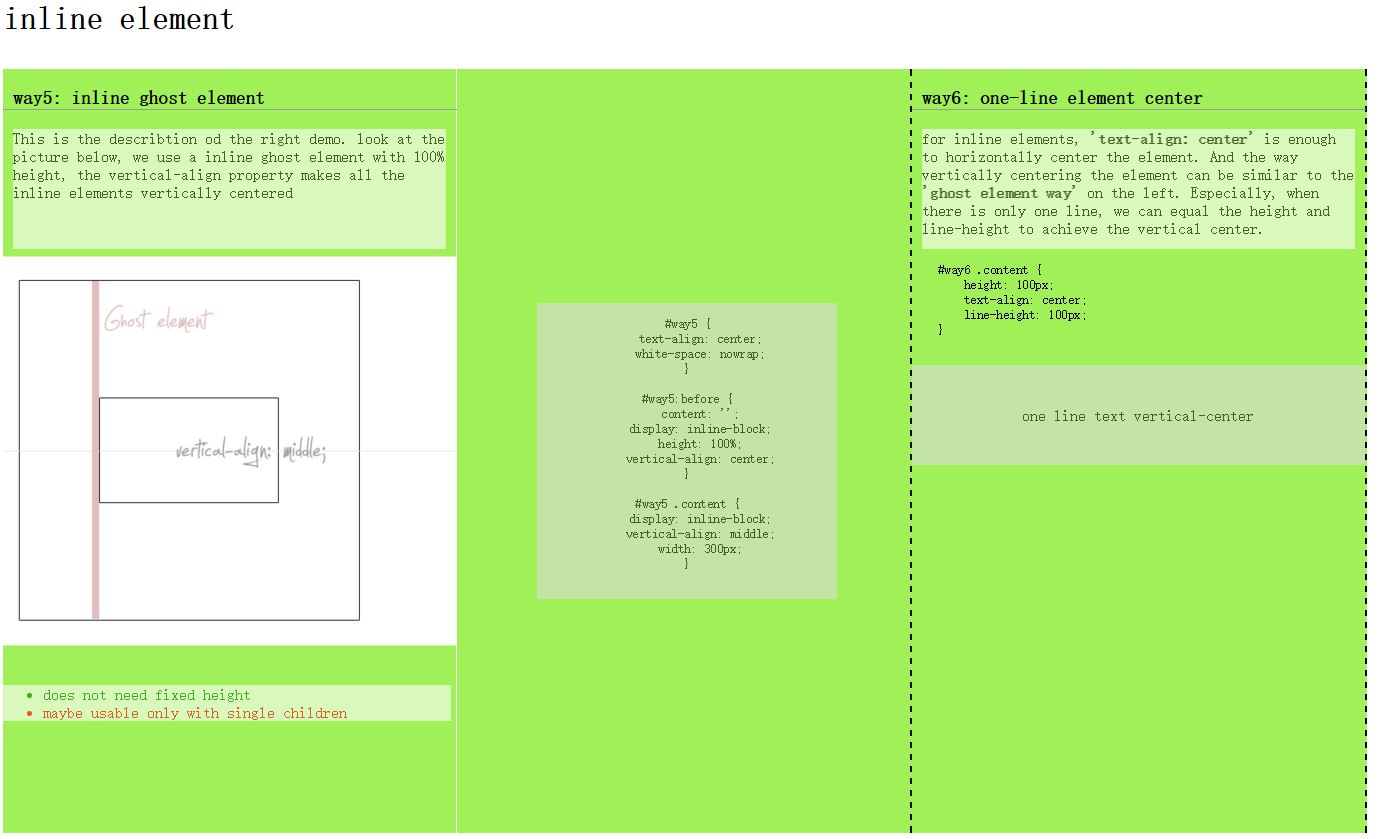 inline element
way5: inline ghost element
This is the describtion od the right demo. look at the
picture below, we use a inline ghost element with 100%
height, the vertical-align property makes all the
inline elements vertically centered
Ghost element
vertical-align: middle;
• does not need fixed height
• maybe usable only with single children
#way5 {
text-align: center;
white-space: nowrap;
}
#way5:before {
content: '';
display: inline-block;
height: 100%;
vertical-align: center;
}
#way5 .content {
display: inline-block;
vertical-align: middle;
width: 300px;
}
way6: one-line element center
for inline elements, 'text-align: center' is enough
to horizontally center the element. And the way
vertically centering the element can be similar to the
'ghost element way' on the left. Especially, when
there is only one line, we can equal the height and
line-height to achieve the vertical center.
#way6 .content {
height: 100px;
text-align: center;
line-height: 100px;
}
one line text vertical-center